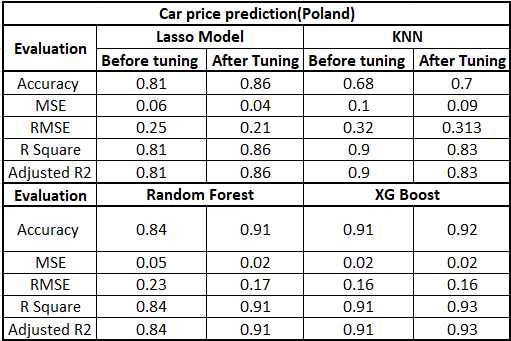 Car price prediction(Poland)
Evaluation Lasso Model KNN
Before tuning After Tuning Before tuning After Tuning
Accuracy 0.81 0.86 0.68 0.7
MSE 0.06 0.04 0.1 0.09
RMSE 0.25 0.21 0.32 0.313
R Square 0.81 0.86 0.9 0.83
Adjusted R2 0.81 0.86 0.9 0.83
Evaluation Random Forest XG Boost
Accuracy 0.84 0.91 0.91 0.92
MSE 0.05 0.02 0.02 0.02
RMSE 0.23 0.17 0.16 0.16
R Square 0.84 0.91 0.91 0.93
Adjusted R2 0.84 0.91 0.91 0.93